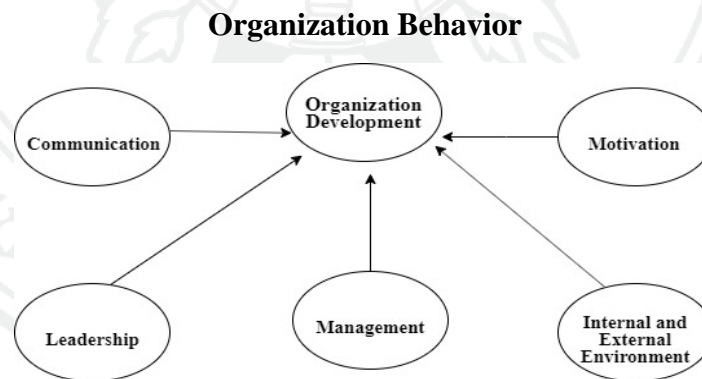 Organization Behavior
Organization
Development
Communication
Motivation
Leadership
Management
Internal and
External
Environment